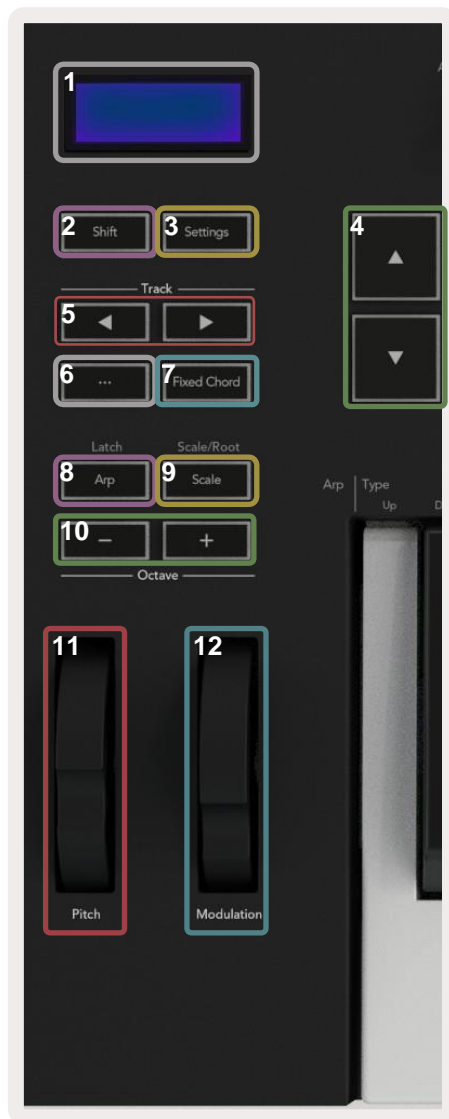 1
2 Shift
3 Settings
4
▲
Track
5 ◀ ▶
6 ...
7 Fixed Chord
▼
Latch Scale/Root
8 Arp
9 Scale
Arp Type
Up
10 − +
Octave
11
12
Pitch
Modulation